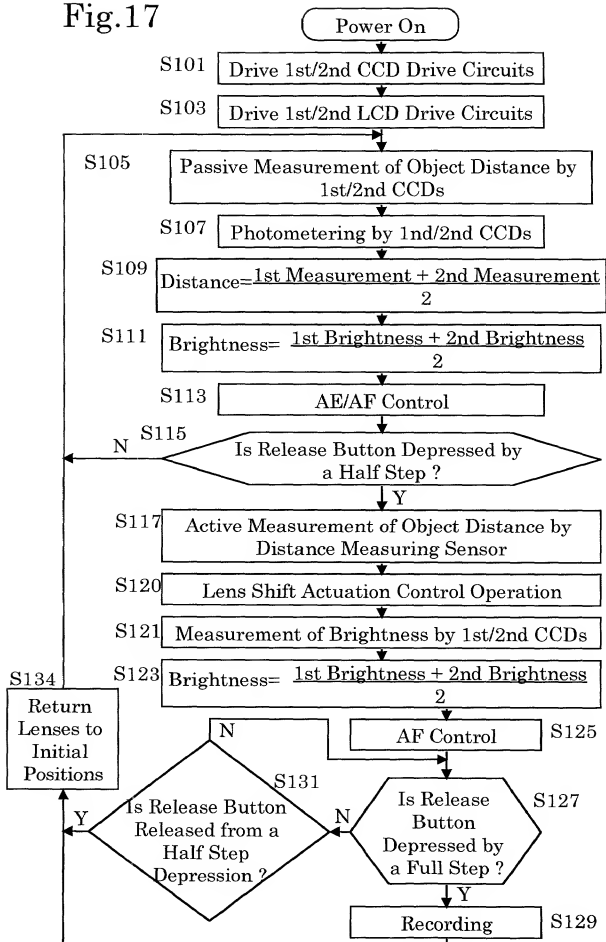 Fig.17
Power On
S101
Drive 1st/2nd CCD Drive Circuits
S103
Drive 1st/2nd LCD Drive Circuits
S105
Passive Measurement of Object Distance by
1st/2nd CCDs
S107
Photometering by 1nd/2nd CCDs
S109
Distance= 1st Measurement + 2nd Measurement
2
S111
Brightness= 1st Brightness + 2nd Brightness
2
S113
AE/AF Control
S115
N
Is Release Button Depressed by
a Half Step ?
Y
S117
Active Measurement of Object Distance by
Distance Measuring Sensor
S120
Lens Shift Actuation Control Operation
S121
Measurement of Brightness by 1st/2nd CCDs
S123
Brightness= 1st Brightness + 2nd Brightness
2
S134
Return
Lenses to
Initial
Positions
AF Control
S125
N
S131
Is Release Button
Released from a
Half Step
Depression ?
Y
N
S127
Is Release
Button
Depressed by
a Full Step ?
Y
S129
Recording